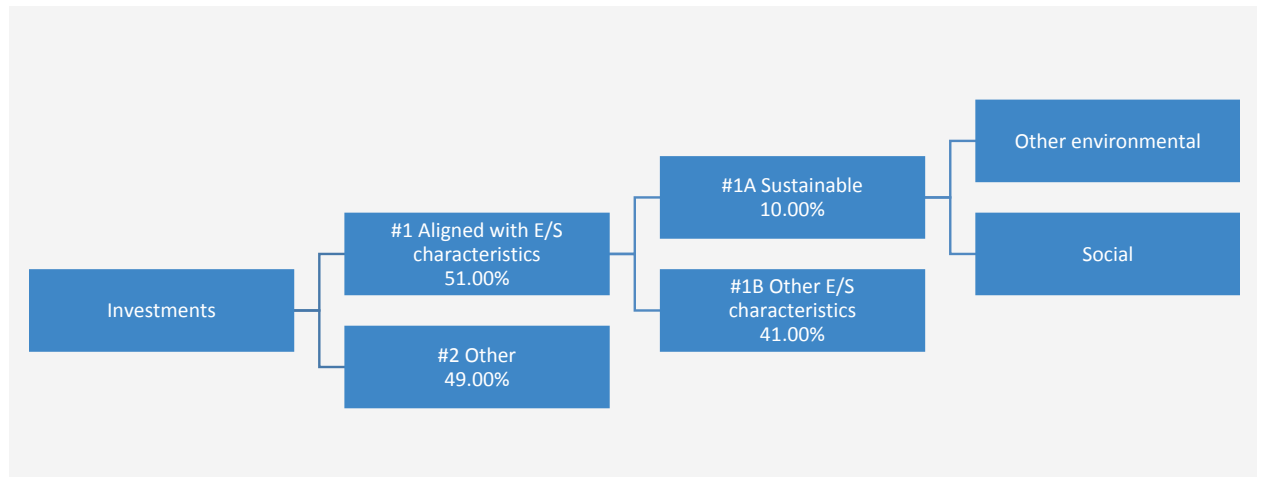 Investments
#1 Aligned with E/S
characteristics
51.00%
#2 Other
49.00%
#1A Sustainable
10.00%
#1B Other E/S
characteristics
41.00%
Other environmental
Social